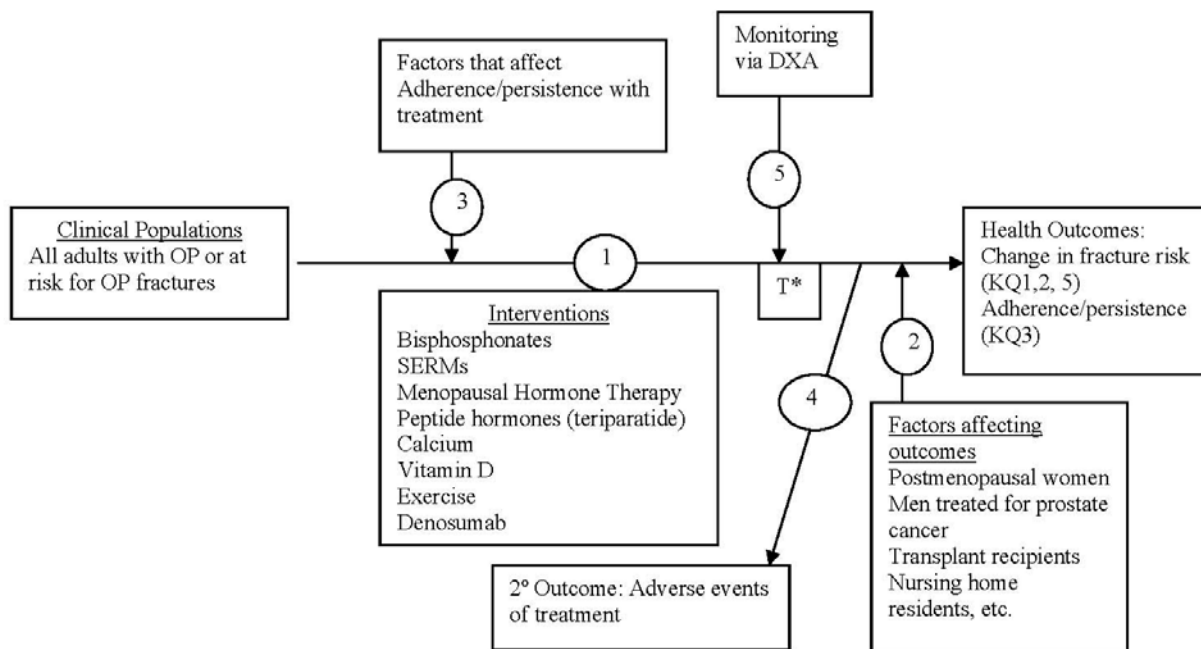 Factors that affect
Adherence/persistence with
treatment
Monitoring
via DXA
3
5
Clinical Populations
All adults with OP or at
risk for OP fractures
1
T*
Health Outcomes:
Change in fracture risk
(KQ1,2, 5)
Adherence/persistence
(KQ3)
Interventions
Bisphosphonates
SERMs
Menopausal Hormone Therapy
Peptide hormones (teriparatide)
Calcium
Vitamin D
Exercise
Denosumab
2
4
Factors affecting
outcomes
Postmenopausal women
Men treated for prostate
cancer
Transplant recipients
Nursing home
residents, etc.
2° Outcome: Adverse events
of treatment